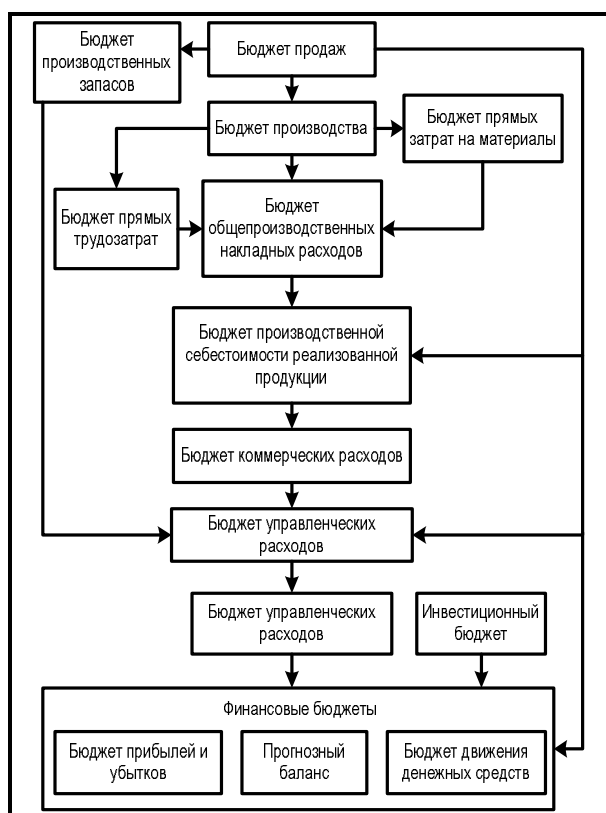 Бюджет
производственных
запасов
Бюджет продаж
Бюджет производства
Бюджет прямых
затрат на материалы
Бюджет прямых
трудозатрат
Бюджет
общепроизводственных
накладных расходов
Бюджет производственной
себестоимости реализованной
продукции
Бюджет коммерческих расходов
Бюджет управленческих
расходов
Бюджет управленческих
расходов
Инвестиционный
бюджет
Финансовые бюджеты
Бюджет прибылей и
убытков
Прогнозный
баланс
Бюджет движения
денежных средств